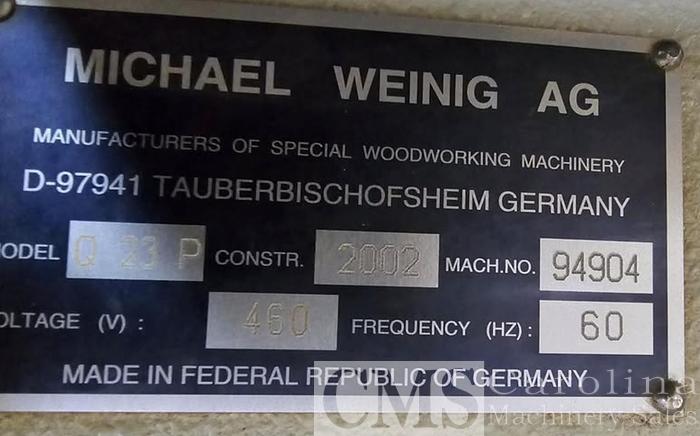 MICHAEL WEINIG AG
MANUFACTURERS OF SPECIAL WOODWORKING MACHINERY
D-97941 TAUBERBISCHOFSHEIM GERMANY
MODEL Q 23 P CONSTR. 2002 MACH.NO. 94904
OLTAGE (V) : 460 FREQUENCY (HZ) : 60
MADE IN FEDERAL REPUBLIC OF GERMANY
CMS Carolina
Machinery Sales